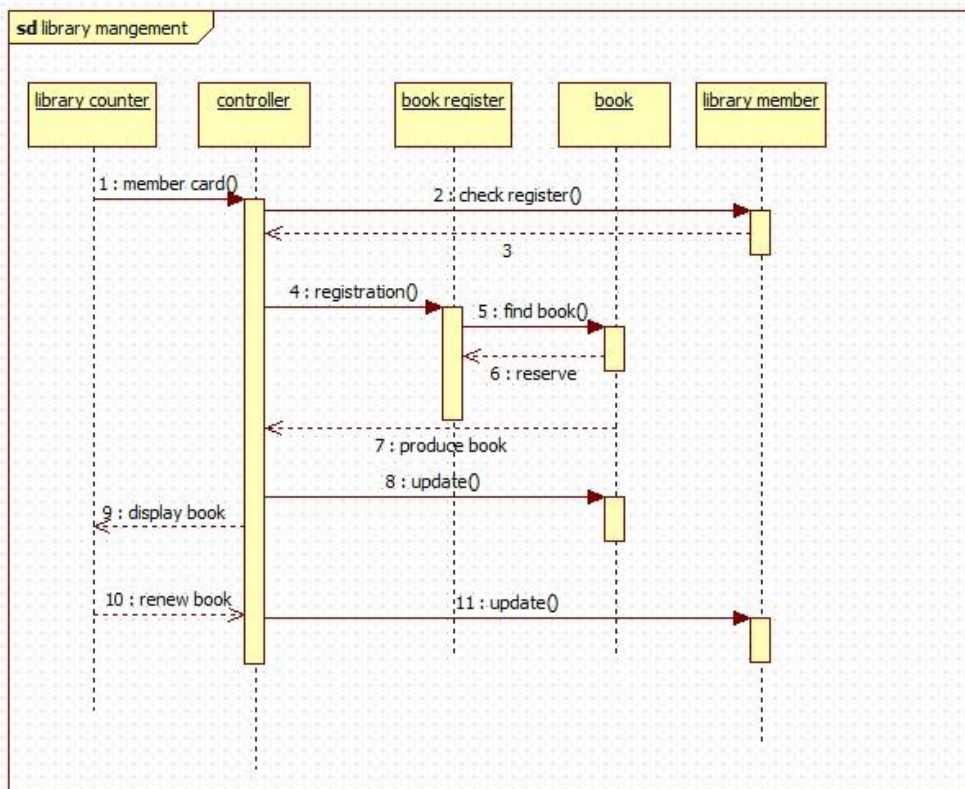 sd library mangement
library counter
controller
book register
book
library member
1 : member card()
2 : check register()
3
4 : registration()
5 : find book()
6 : reserve
7 : produce book
8 : update()
9 : display book
10 : renew book
11 : update()